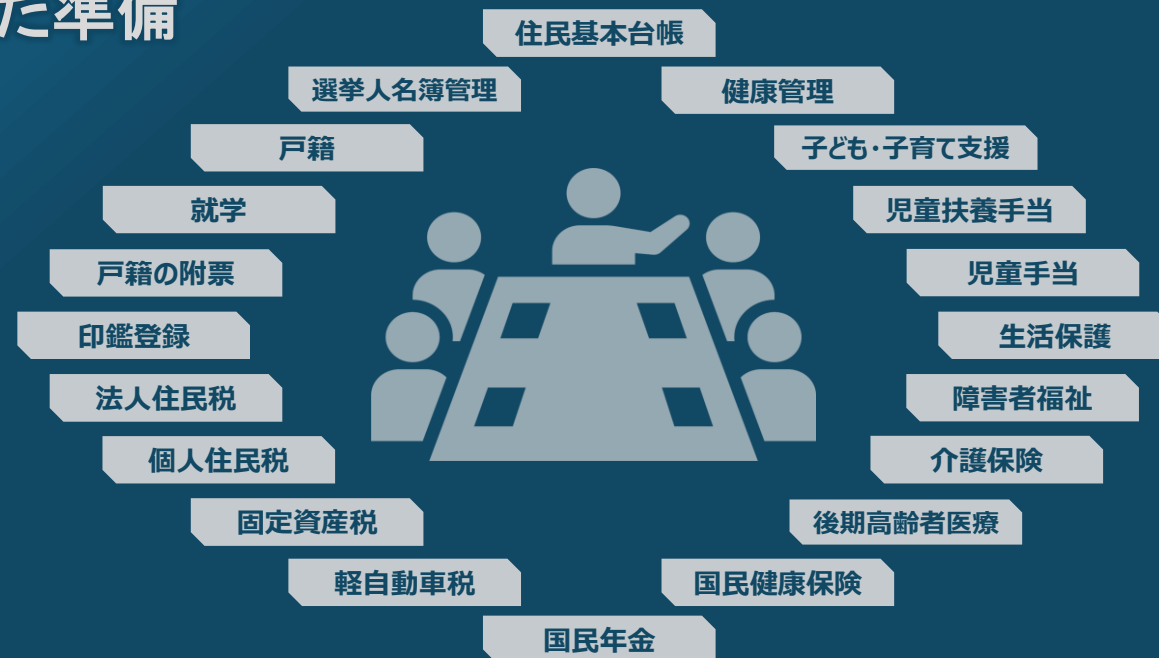 た準備
住民基本台帳
選挙人名簿管理
健康管理
戸籍
子ども・子育て支援
就学
児童扶養手当
戸籍の附票
児童手当
印鑑登録
生活保護
法人住民税
障害者福祉
個人住民税
介護保険
固定資産税
後期高齢者医療
軽自動車税
国民健康保険
国民年金